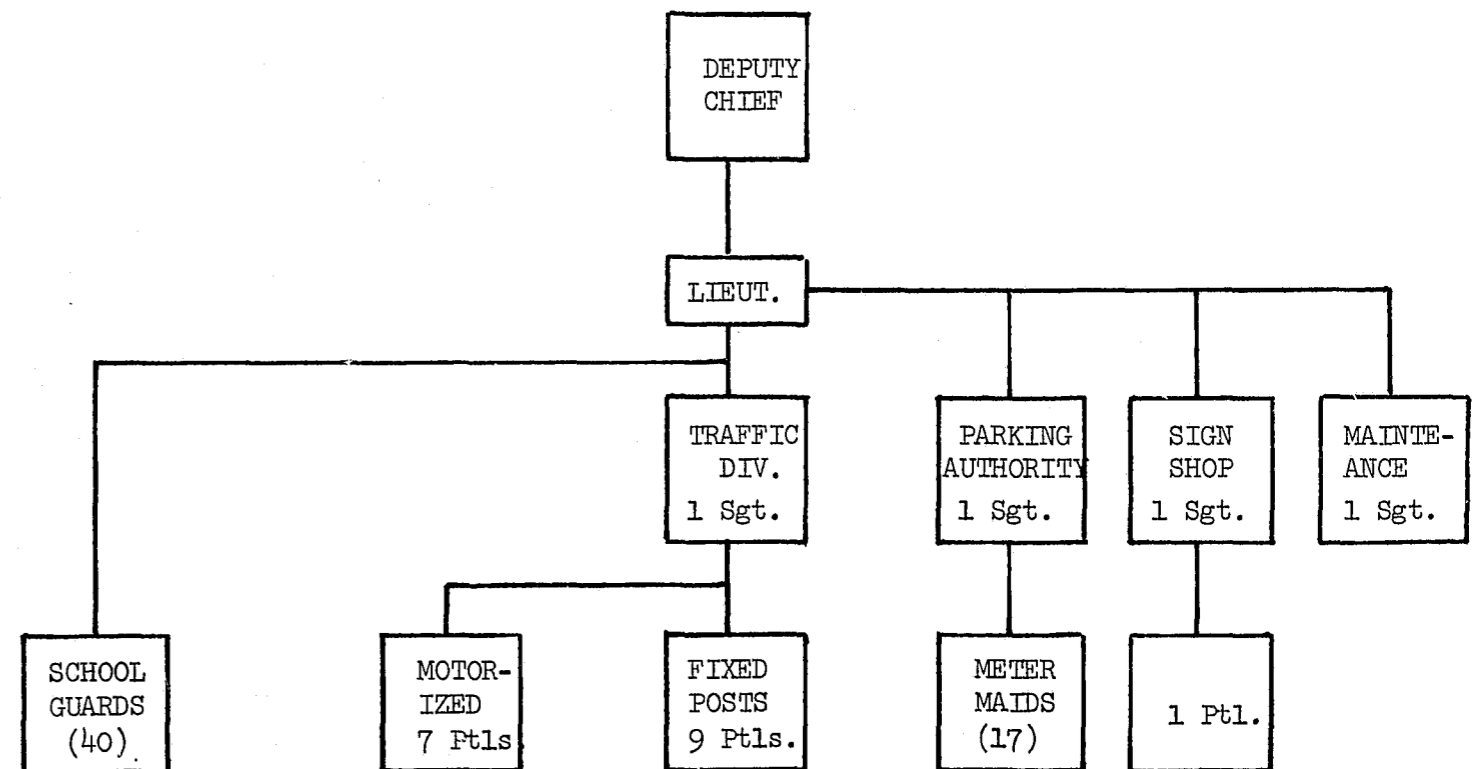 DEPUTY
CHIEF
LIEUT.
TRAFFIC
DIV.
1 Sgt.
PARKING
AUTHORITY
1 Sgt.
SIGN
SHOP
1 Sgt.
MAINTE-
ANCE
1 Sgt.
SCHOOL
GUARDS
(40)
MOTOR-
IZED
7 Ptls
FIXED
POSTS
9 Ptls.
METER
MAIDS
(17)
1 Ptl.